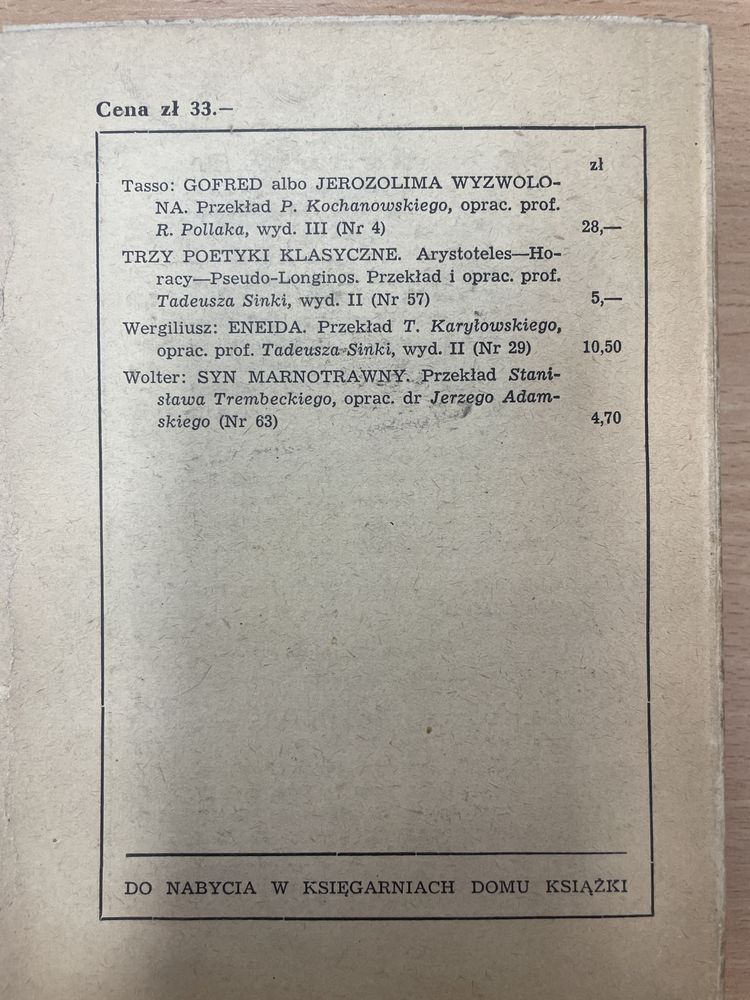 Cena zł 33.—
zł
Tasso: GOFRED albo JEROZOLIMA WYZWOLO-
NA. Przekład P. Kochanowskiego, oprac. prof.
R. Pollaka, wyd. III (Nr 4) 28,—
TRZY POETYKI KLASYCZNE. Arystoteles—Ho-
racy—Pseudo-Longinos. Przekład i oprac. prof.
Tadeusza Sinki, wyd. II (Nr 57) 5,—
Wergiliusz: ENEIDA. Przekład T. Karyłowskiego,
oprac. prof. Tadeusza Sinki, wyd. II (Nr 29) 10,50
Wolter: SYN MARNOTRAWNY. Przekład Stani-
sława Trembeckiego, oprac. dr Jerzego Adam-
skiego (Nr 63) 4,70
DO NABYCIA W KSIĘGARNIACH DOMU KSIĄŻKI